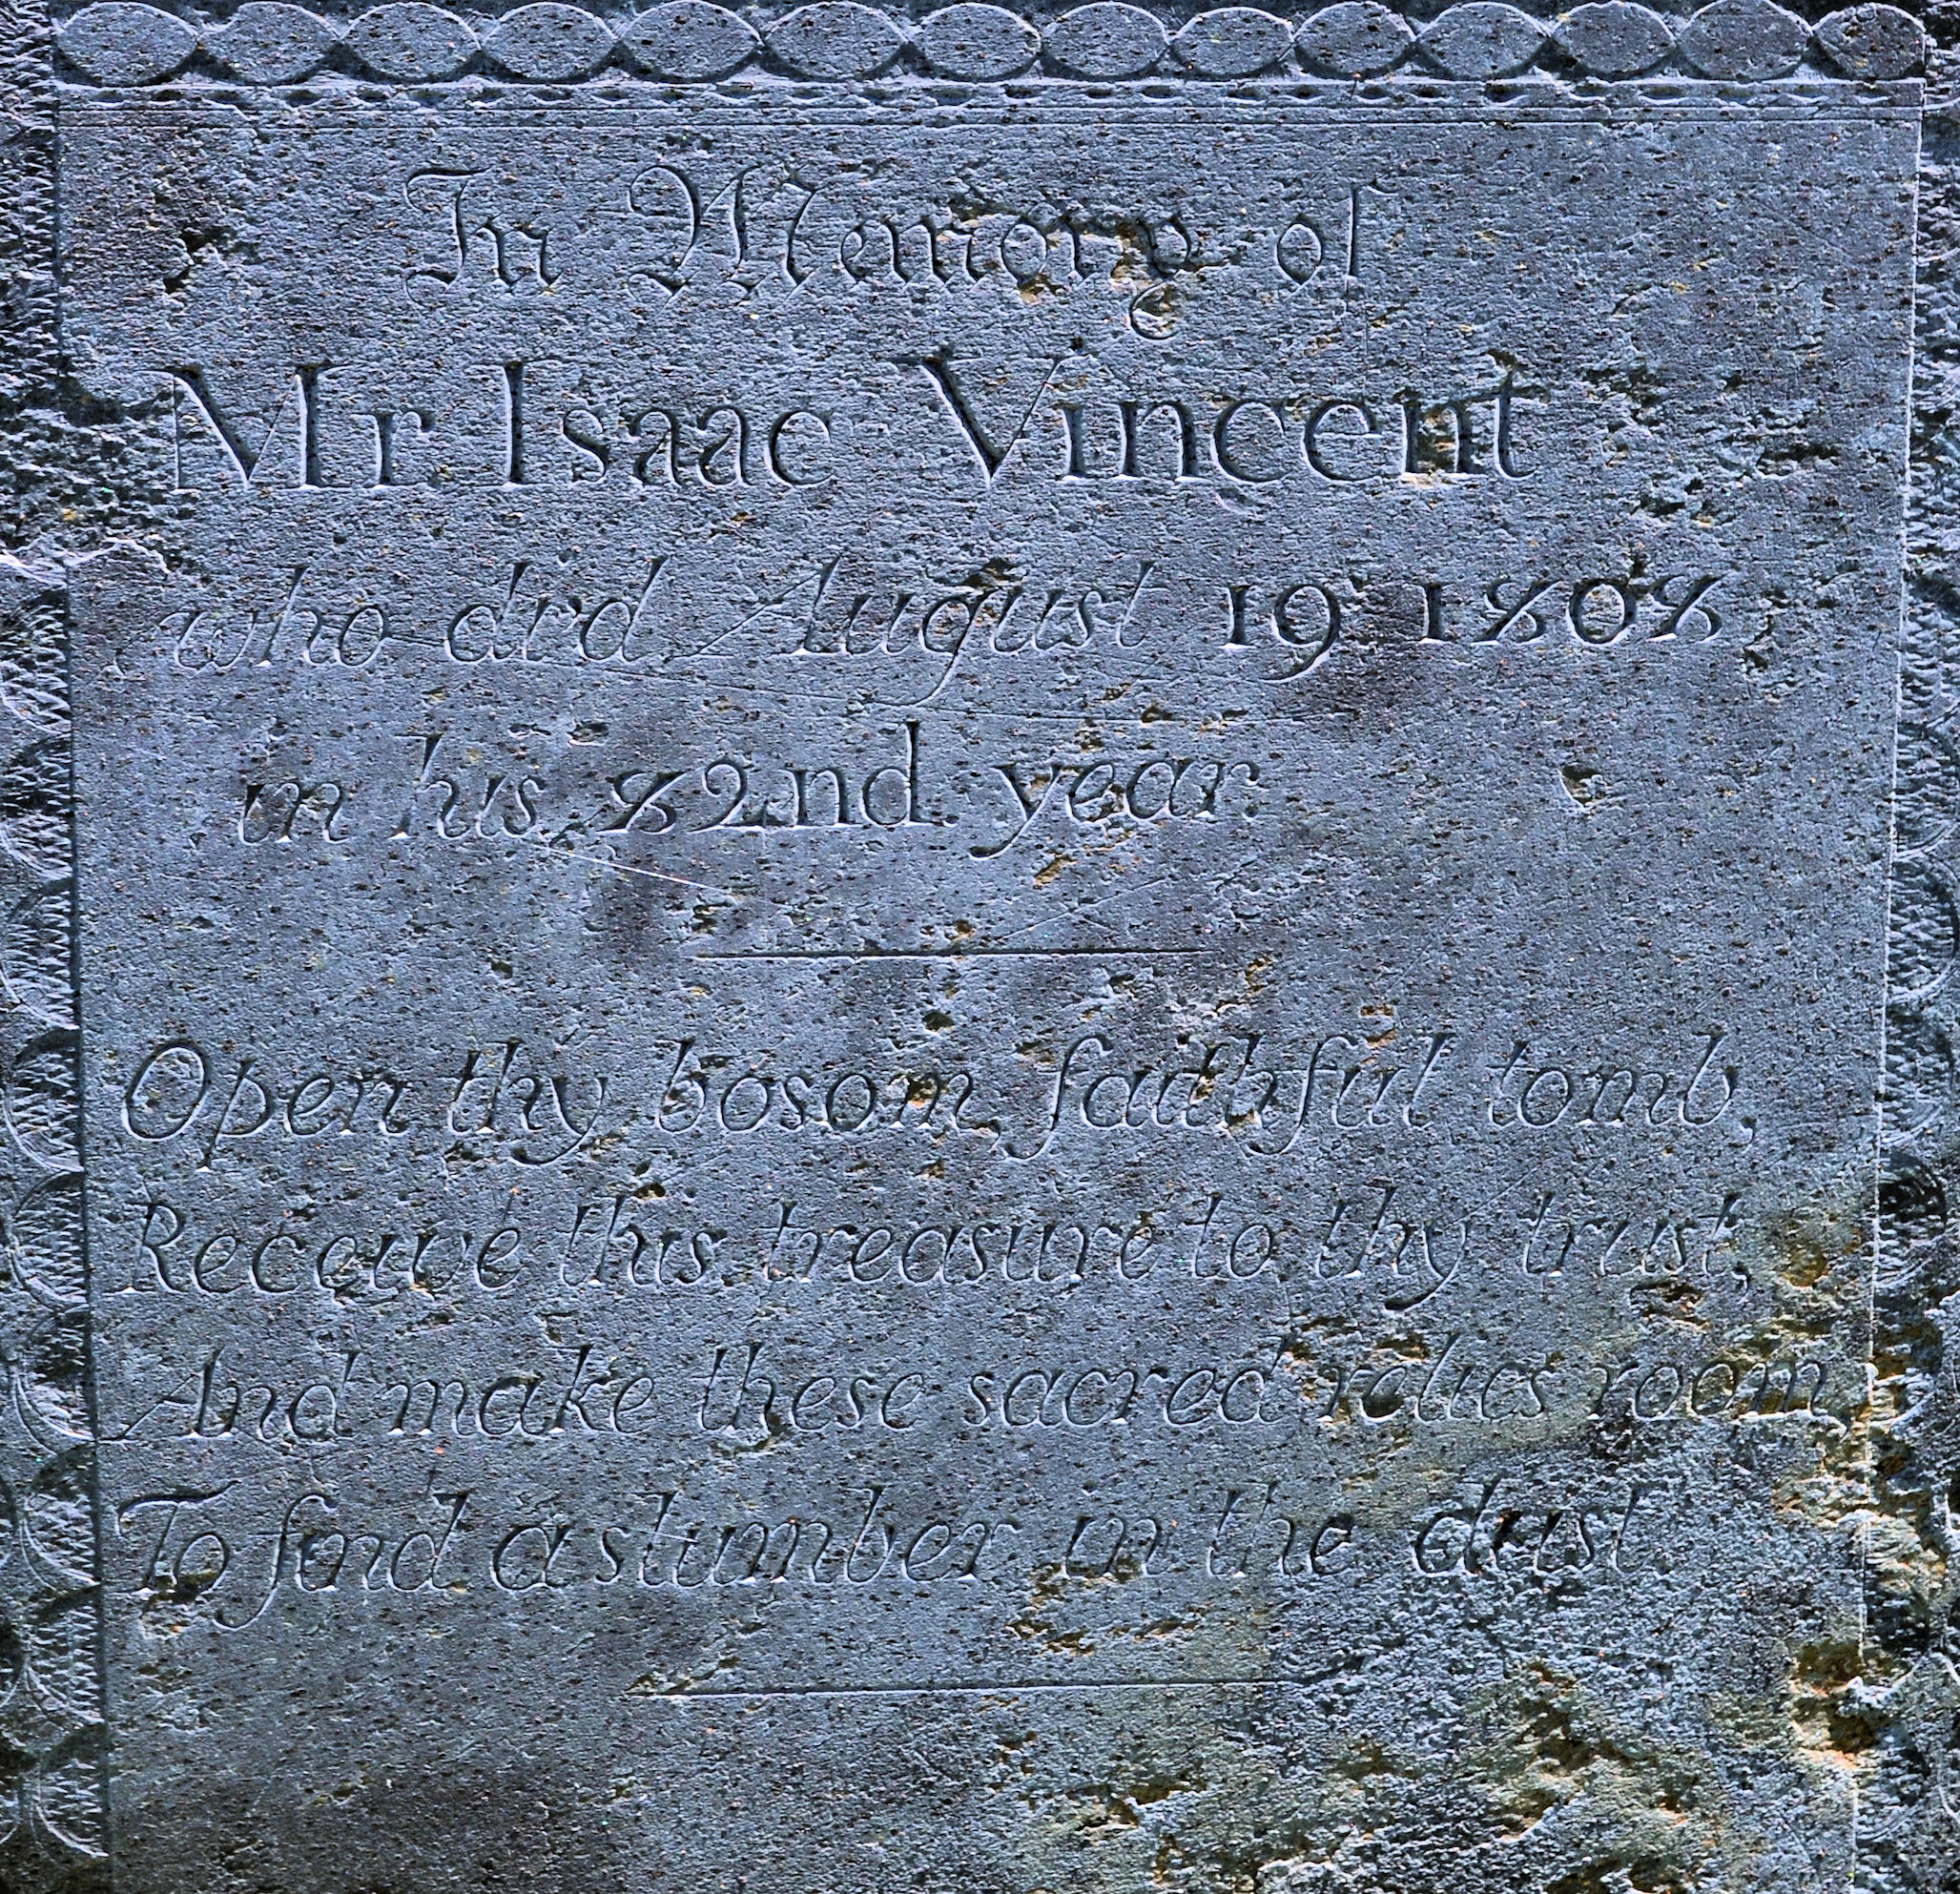 In Memory of
Mr. Isaac Vincent
who di'd August 19 1808
in his 82nd. year.
Open thy bosom, faithful tomb,
Receive this treasure to thy trust,
And make these sacred relics room,
To find a slumber in the dust